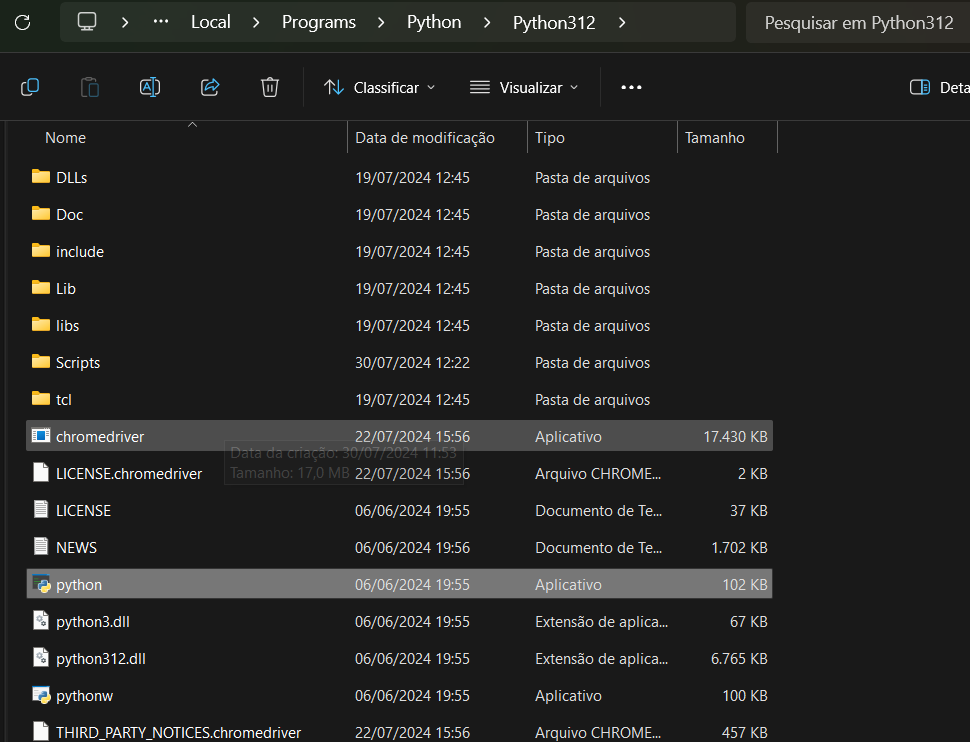 Local Programs Python Python312 Pesquisar em Python312
Classificar Visualizar Deta
Nome Data de modificação Tipo Tamanho
DLLs 19/07/2024 12:45 Pasta de arquivos
Doc 19/07/2024 12:45 Pasta de arquivos
include 19/07/2024 12:45 Pasta de arquivos
Lib 19/07/2024 12:45 Pasta de arquivos
libs 19/07/2024 12:45 Pasta de arquivos
Scripts 30/07/2024 12:22 Pasta de arquivos
tcl 19/07/2024 12:45 Pasta de arquivos
chromedriver 22/07/2024 15:56 Aplicativo 17.430 KB
Data da criação: 30/07/2024 11:53
Tamanho: 17,0 MB
LICENSE.chromedriver 22/07/2024 15:56 Arquivo CHROME... 2 KB
LICENSE 06/06/2024 19:55 Documento de Te... 37 KB
NEWS 06/06/2024 19:56 Documento de Te... 1.702 KB
python 06/06/2024 19:55 Aplicativo 102 KB
python3.dll 06/06/2024 19:55 Extensão de aplica... 67 KB
python312.dll 06/06/2024 19:55 Extensão de aplica... 6.765 KB
pythonw 06/06/2024 19:55 Aplicativo 100 KB
THIRD_PARTY_NOTICES.chromedriver 22/07/2024 15:56 Arquivo CHROME... 457 KB